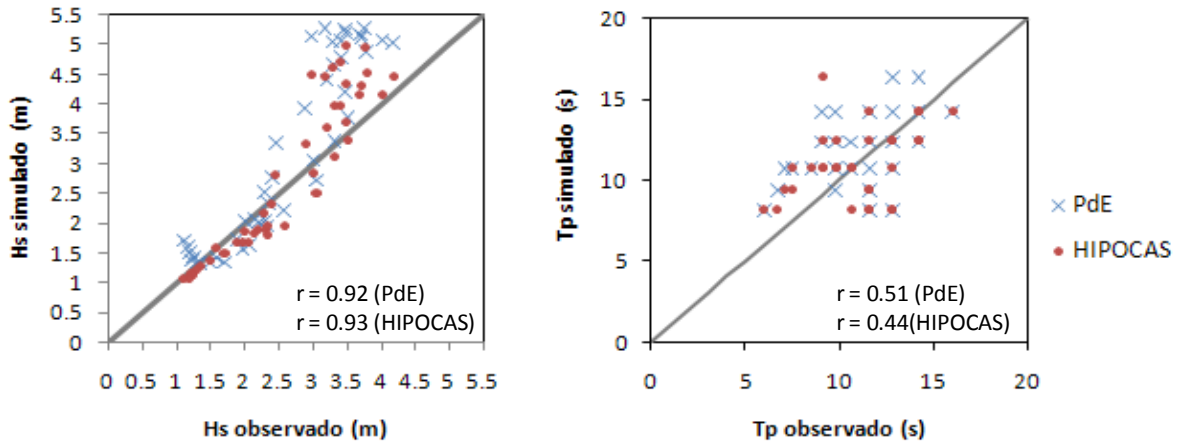 5.5
5
4.5
4
3.5
3
2.5
2
1.5
1
0.5
0
Hs simulado (m)
r = 0.92 (PdE)
r = 0.93 (HIPOCAS)
0 0.5 1 1.5 2 2.5 3 3.5 4 4.5 5 5.5
Hs observado (m)
20
15
10
5
0
Tp simulado (s)
r = 0.51 (PdE)
r = 0.44(HIPOCAS)
0 5 10 15 20
Tp observado (s)
PdE
HIPOCAS